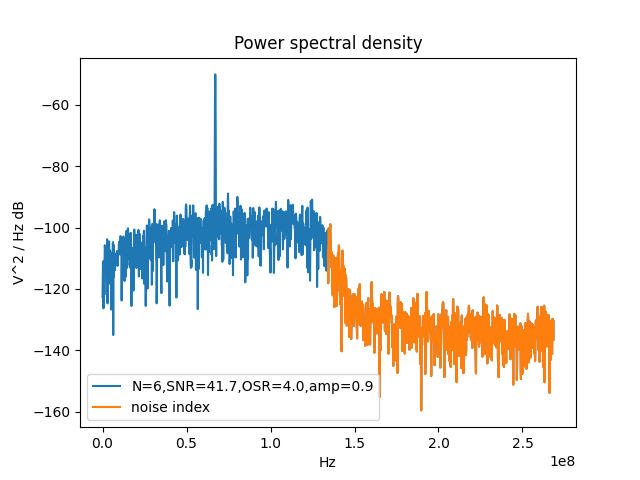 Power spectral density
V^2 / Hz dB
−60
−80
−100
−120
−140
−160
N=6,SNR=41.7,OSR=4.0,amp=0.9
noise index
0.0 0.5 1.0 1.5 2.0 2.5
1e8
Hz